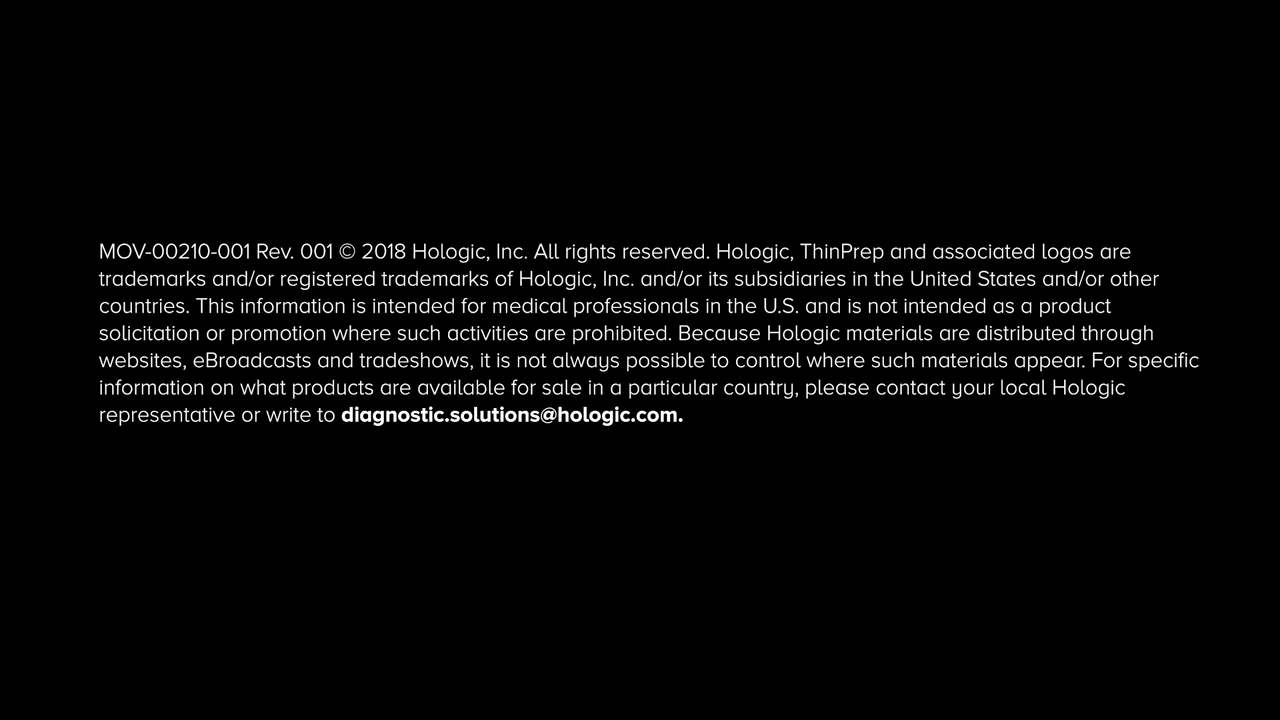 MOV-00210-001 Rev. 001 © 2018 Hologic, Inc. All rights reserved. Hologic, ThinPrep and associated logos are
trademarks and/or registered trademarks of Hologic, Inc. and/or its subsidiaries in the United States and/or other
countries. This information is intended for medical professionals in the U.S. and is not intended as a product
solicitation or promotion where such activities are prohibited. Because Hologic materials are distributed through
websites, eBroadcasts and tradeshows, it is not always possible to control where such materials appear. For specific
information on what products are available for sale in a particular country, please contact your local Hologic
representative or write to diagnostic.solutions@hologic.com.